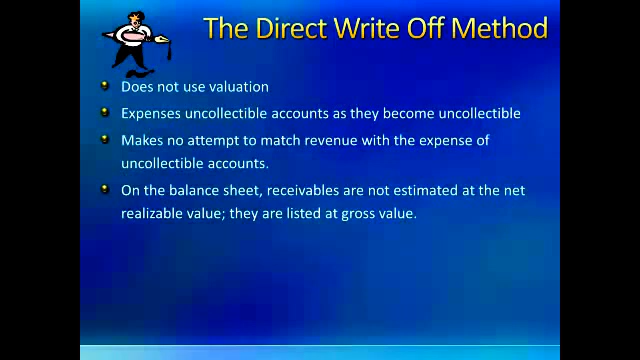 The Direct Write Off Method
Does not use valuation
Expenses uncollectible accounts as they become uncollectible
Makes no attempt to match revenue with the expense of
uncollectible accounts.
On the balance sheet, receivables are not estimated at the net
realizable value; they are listed at gross value.